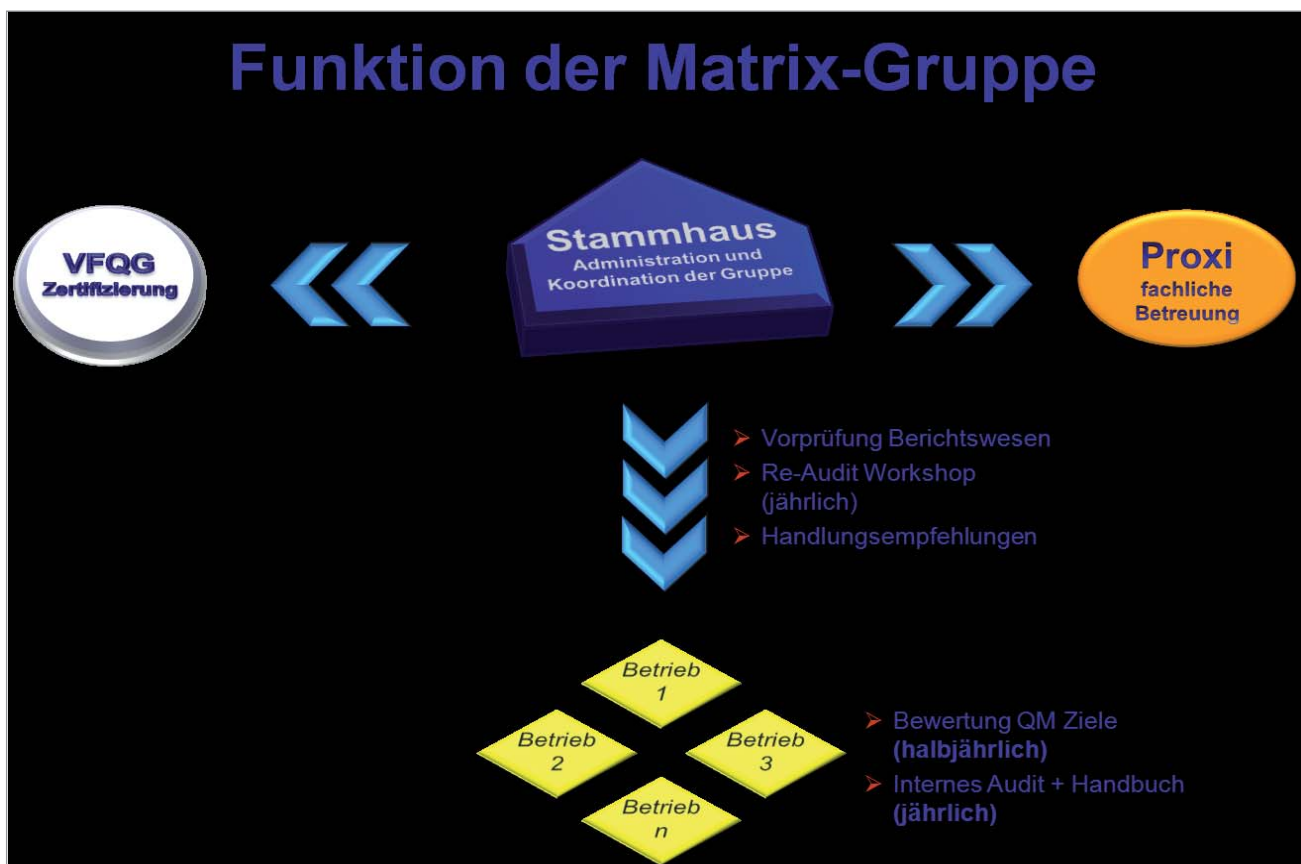 Funktion der Matrix-Gruppe
VFQG
Zertifizierung
Stammhaus
Administration und
Koordination der Gruppe
Proxi
fachliche
Betreuung
➢ Vorprüfung Berichtswesen
➢ Re-Audit Workshop
(jährlich)
➢ Handlungsempfehlungen
Betrieb
1
Betrieb
2
Betrieb
3
Betrieb
n
➢ Bewertung QM Ziele
(halbjährlich)
➢ Internes Audit + Handbuch
(jährlich)